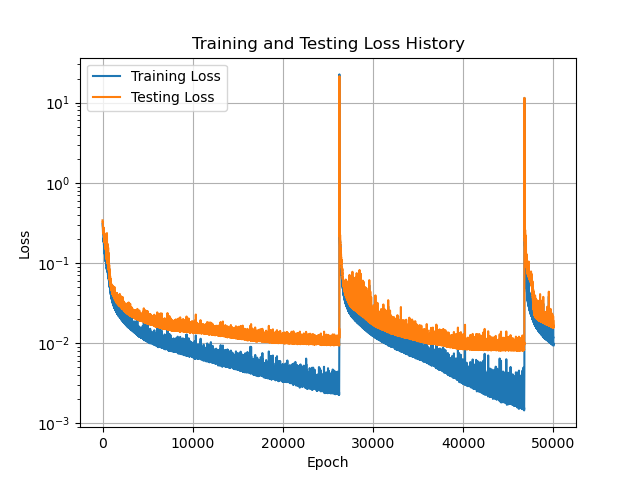 Training and Testing Loss History
Training Loss
Testing Loss
Loss
10¹
10⁰
10⁻¹
10⁻²
10⁻³
0 10000 20000 30000 40000 50000
Epoch